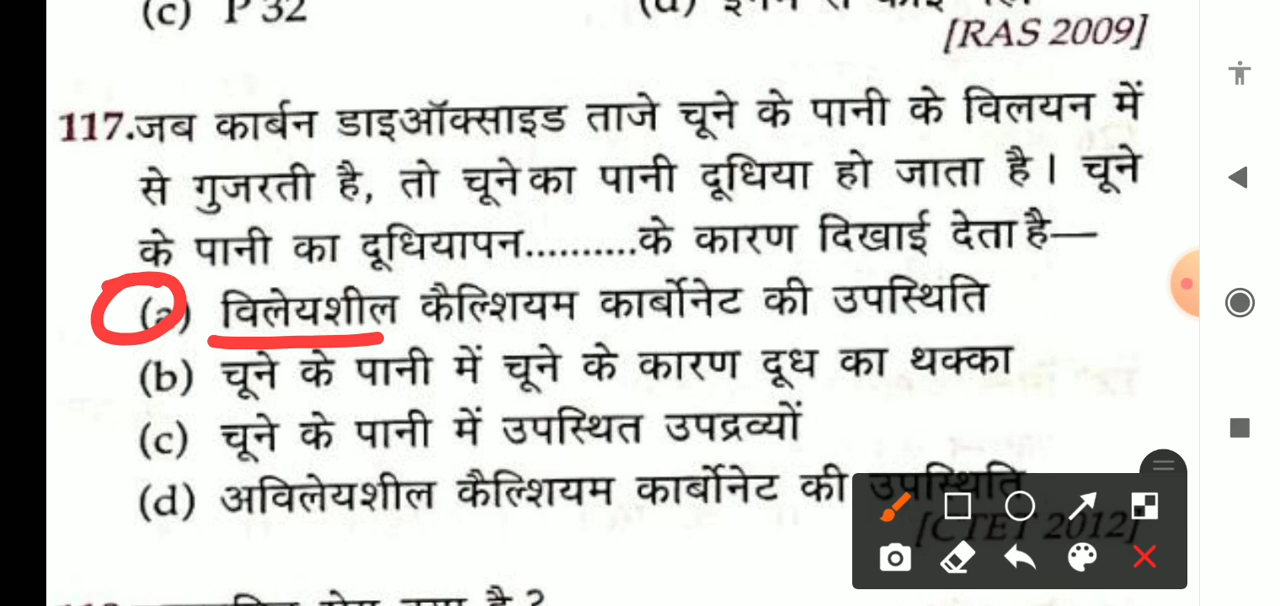 (c) P 32
[RAS 2009]
117.जब कार्बन डाइऑक्साइड ताजे चूने के पानी के विलयन में
से गुजरती है, तो चूने का पानी दूधिया हो जाता है। चूने
के पानी का दूधियापन..........के कारण दिखाई देता है—
(a) विलेयशील कैल्शियम कार्बोनेट की उपस्थिति
(b) चूने के पानी में चूने के कारण दूध का थक्का
(c) चूने के पानी में उपस्थित उपद्रव्यों
(d) अविलेयशील कैल्शियम कार्बोनेट की उपस्थिति
[CTET 2012]